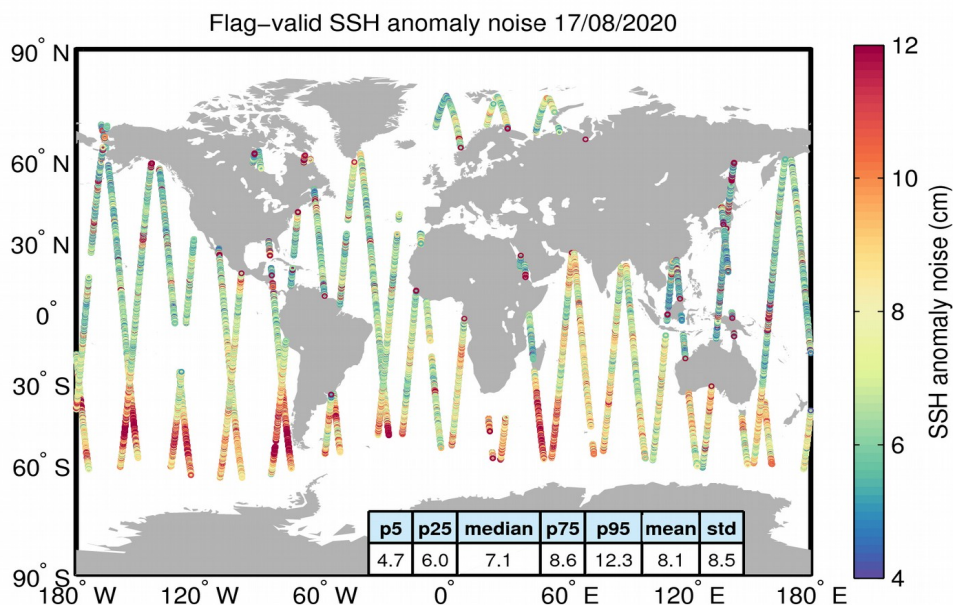 Flag−valid SSH anomaly noise 17/08/2020
90° N
60° N
30° N
0°
30° S
60° S
90° S
180° W
120° W
60° W
0°
60° E
120° E
180° E
p5 p25 median p75 p95 mean std
4.7 6.0 7.1 8.6 12.3 8.1 8.5
12
10
8
6
4
SSH anomaly noise (cm)